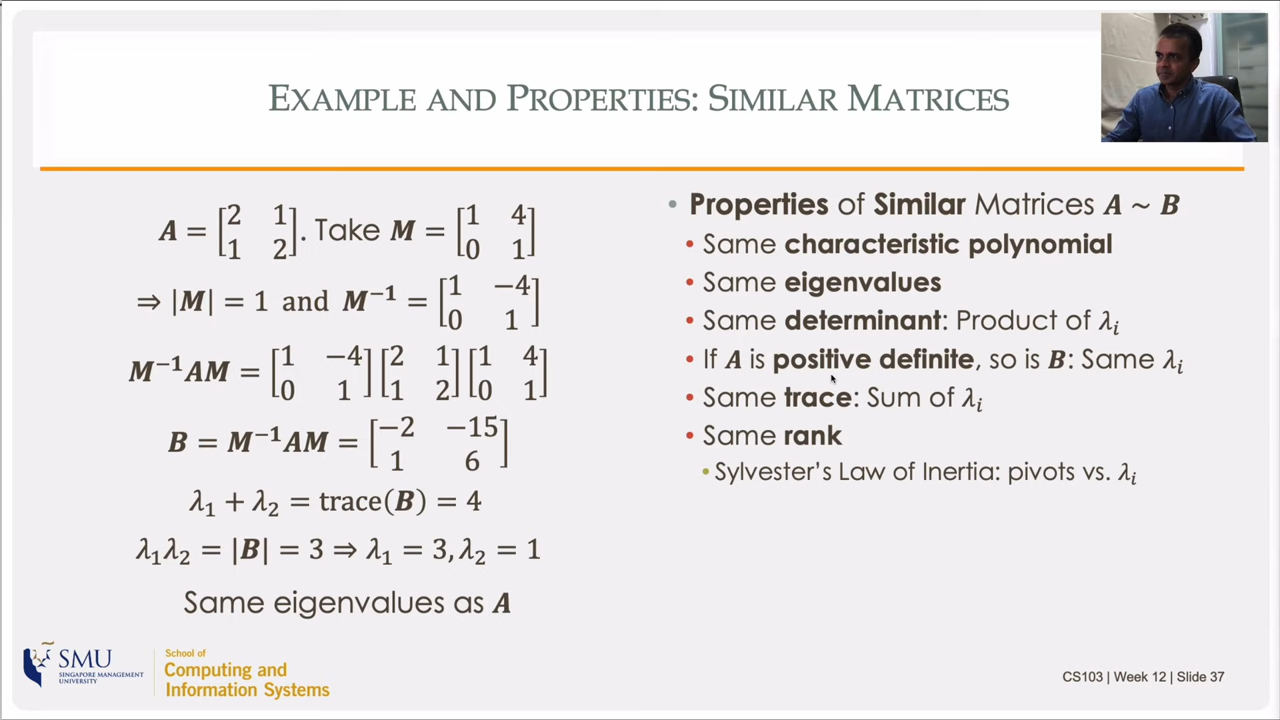 EXAMPLE AND PROPERTIES: SIMILAR MATRICES
A = [2 1; 1 2]. Take M = [1 4; 0 1]
⇒ |M| = 1 and M⁻¹ = [1 −4; 0 1]
M⁻¹AM = [1 −4; 0 1] [2 1; 1 2] [1 4; 0 1]
B = M⁻¹AM = [−2 −15; 1 6]
λ₁ + λ₂ = trace(B) = 4
λ₁λ₂ = |B| = 3 ⇒ λ₁ = 3, λ₂ = 1
Same eigenvalues as A
• Properties of Similar Matrices A ~ B
• Same characteristic polynomial
• Same eigenvalues
• Same determinant: Product of λᵢ
• If A is positive definite, so is B: Same λᵢ
• Same trace: Sum of λᵢ
• Same rank
• Sylvester's Law of Inertia: pivots vs. λᵢ
SMU
SINGAPORE MANAGEMENT
UNIVERSITY
School of
Computing and
Information Systems
CS103 | Week 12 | Slide 37